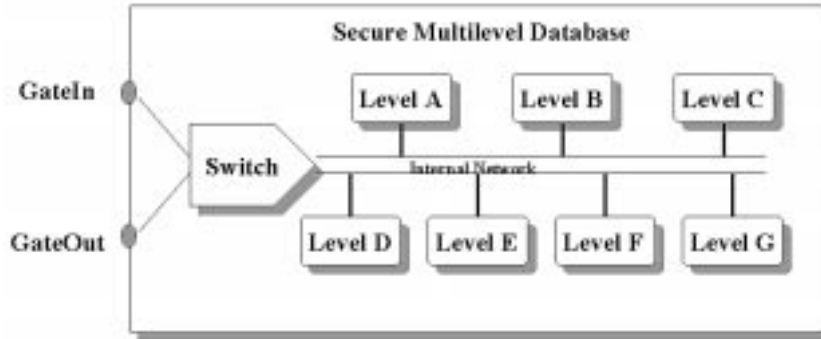 Secure Multilevel Database
GateIn
Level A
Level B
Level C
Switch
Internal Network
GateOut
Level D
Level E
Level F
Level G